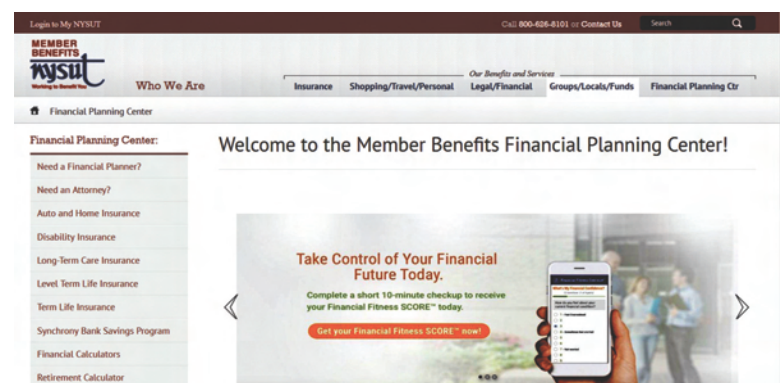 Login to My NYSUT
Call 800-626-8101 or Contact Us
Search
MEMBER
BENEFITS
nysut
Working to Benefit You
Who We Are
Our Benefits and Services
Insurance Shopping/Travel/Personal Legal/Financial Groups/Locals/Funds Financial Planning Ctr
Financial Planning Center
Financial Planning Center:
Need a Financial Planner?
Need an Attorney?
Auto and Home Insurance
Disability Insurance
Long-Term Care Insurance
Level Term Life Insurance
Term Life Insurance
Synchrony Bank Savings Program
Financial Calculators
Retirement Calculator
Welcome to the Member Benefits Financial Planning Center!
Take Control of Your Financial
Future Today.
Complete a short 10-minute checkup to receive
your Financial Fitness SCORE™ today.
Get your Financial Fitness SCORE™ now!